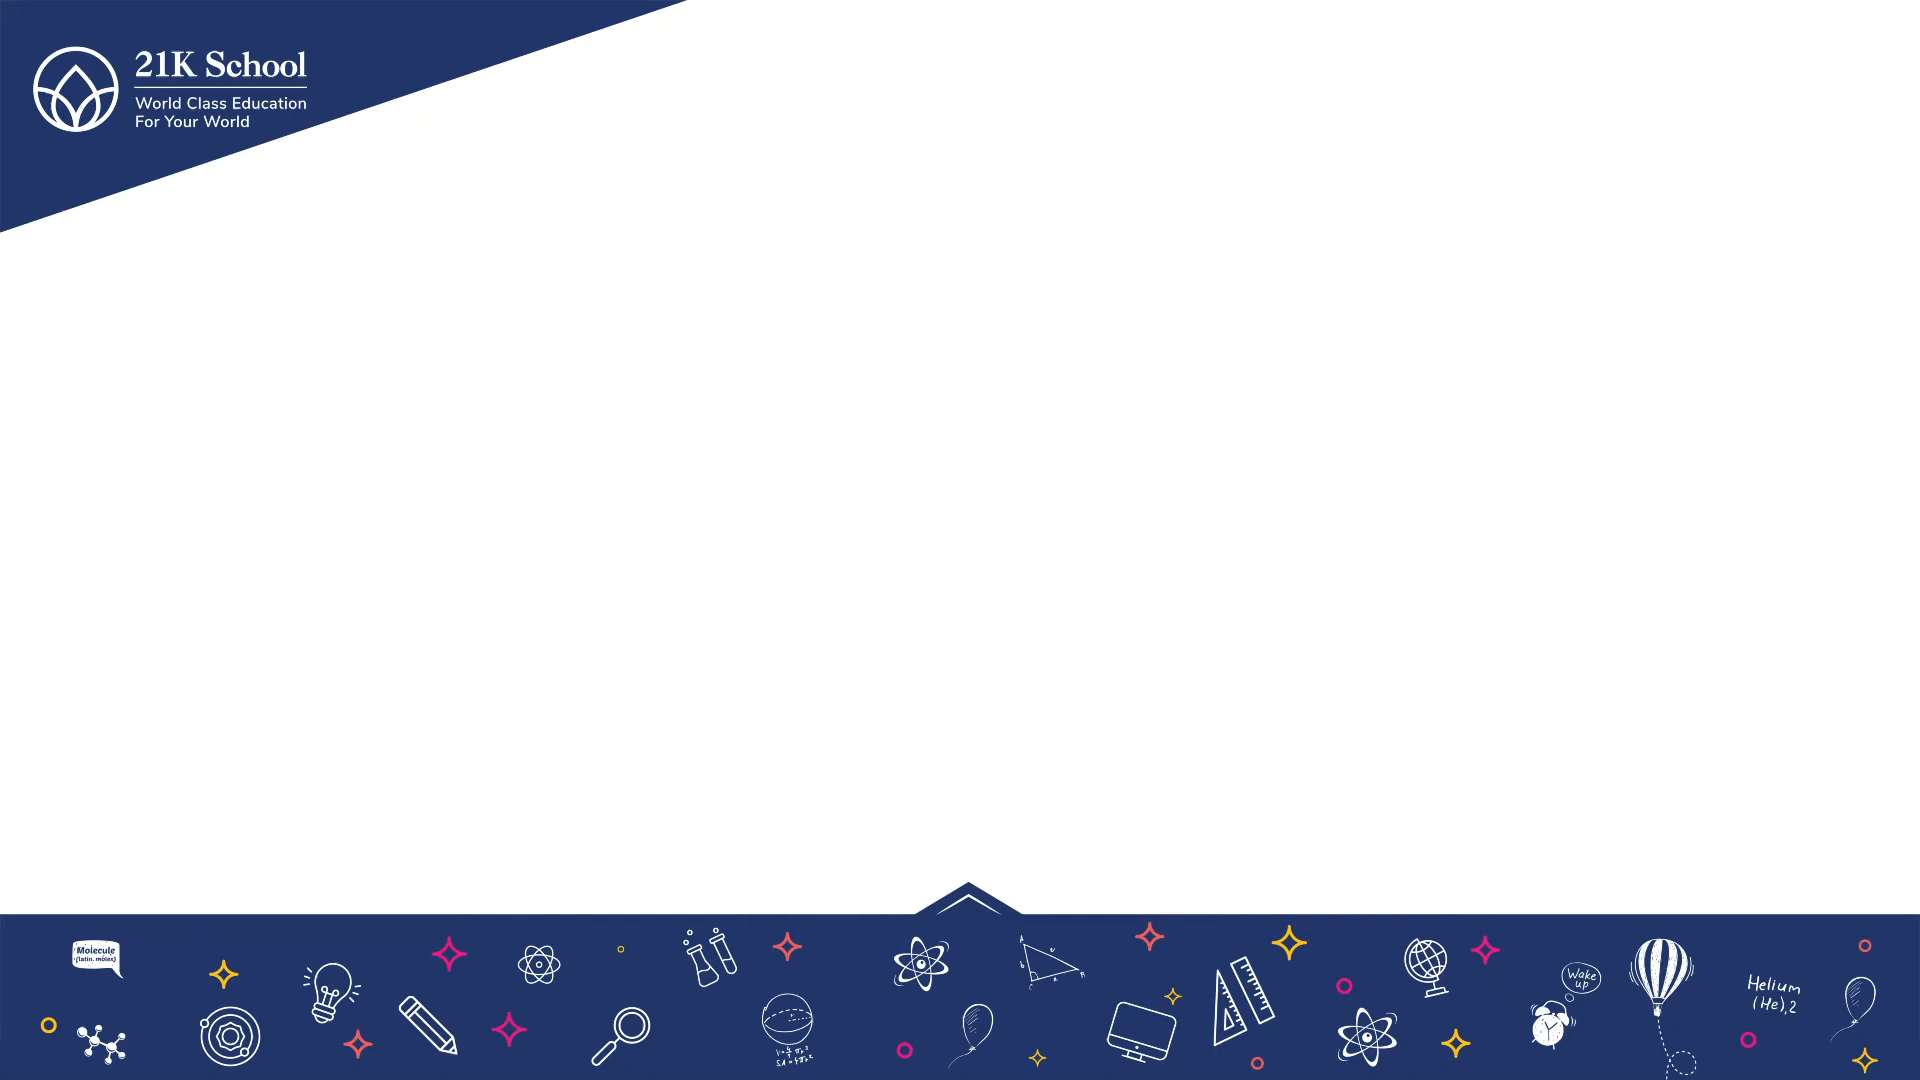 21K School
World Class Education
For Your World
Molecule
(latin. moles)
Wake
up
Helium
(He),2